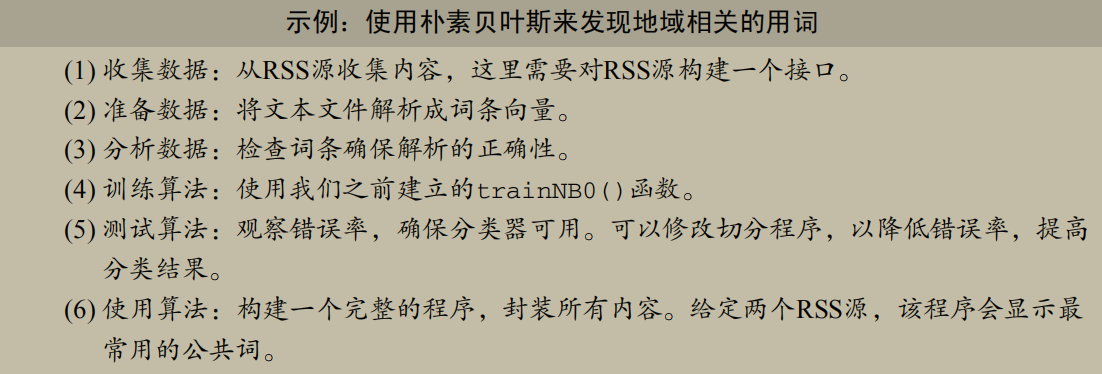 示例：使用朴素贝叶斯来发现地域相关的用词
(1) 收集数据：从RSS源收集内容，这里需要对RSS源构建一个接口。
(2) 准备数据：将文本文件解析成词条向量。
(3) 分析数据：检查词条确保解析的正确性。
(4) 训练算法：使用我们之前建立的trainNB0()函数。
(5) 测试算法：观察错误率，确保分类器可用。可以修改切分程序，以降低错误率，提高
分类结果。
(6) 使用算法：构建一个完整的程序，封装所有内容。给定两个RSS源，该程序会显示最
常用的公共词。